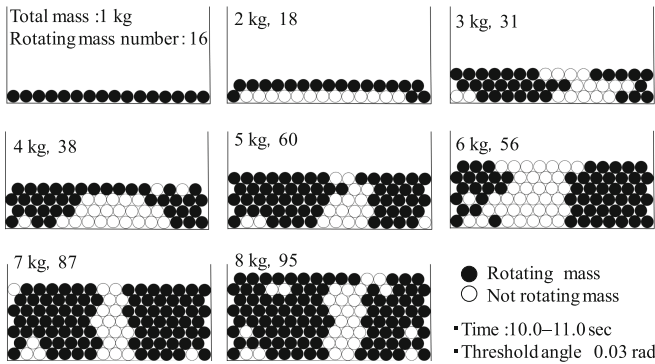 Total mass :1 kg
Rotating mass number: 16
2 kg, 18
3 kg, 31
4 kg, 38
5 kg, 60
6 kg, 56
7 kg, 87
8 kg, 95
Rotating mass
Not rotating mass
▪ Time :10.0–11.0 sec
▪ Threshold angle 0.03 rad